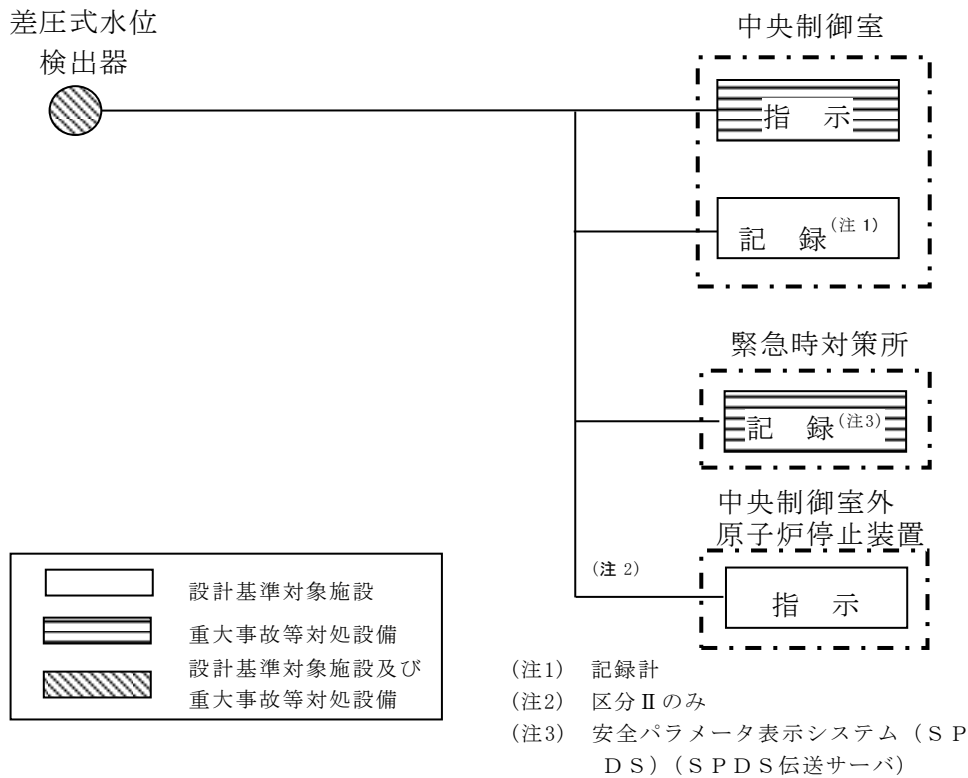 差圧式水位
検出器
中央制御室
指 示
記 録(注 1)
緊急時対策所
記 録(注3)
中央制御室外
原子炉停止装置
(注 2)
指 示
設計基準対象施設
重大事故等対処設備
設計基準対象施設及び
重大事故等対処設備
(注1) 記録計
(注2) 区分Ⅱのみ
(注3) 安全パラメータ表示システム（ＳＰ
ＤＳ）（ＳＰＤＳ伝送サーバ）